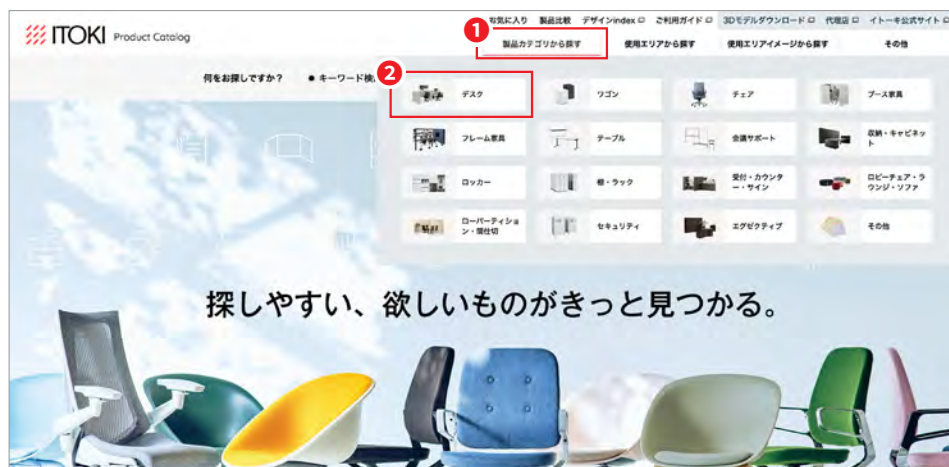 お気に入り 製品比較 デザインindex ご利用ガイド 3Dモデルダウンロード 代理店 イトーキ公式サイト
ITOKI Product Catalog
1
製品カテゴリから探す 使用エリアから探す 使用エリアイメージから探す その他
何をお探しですか? ● キーワード検
2
デスク ワゴン チェア ブース家具
フレーム家具 テーブル 会議サポート 収納・キャビネッ
ト
ロッカー 棚・ラック 受付・カウンタ
ー・サイン ロビーチェア・ラ
ウンジ・ソファ
ローパーティショ
ン・間仕切 セキュリティ エグゼクティブ その他
探しやすい、欲しいものがきっと見つかる。